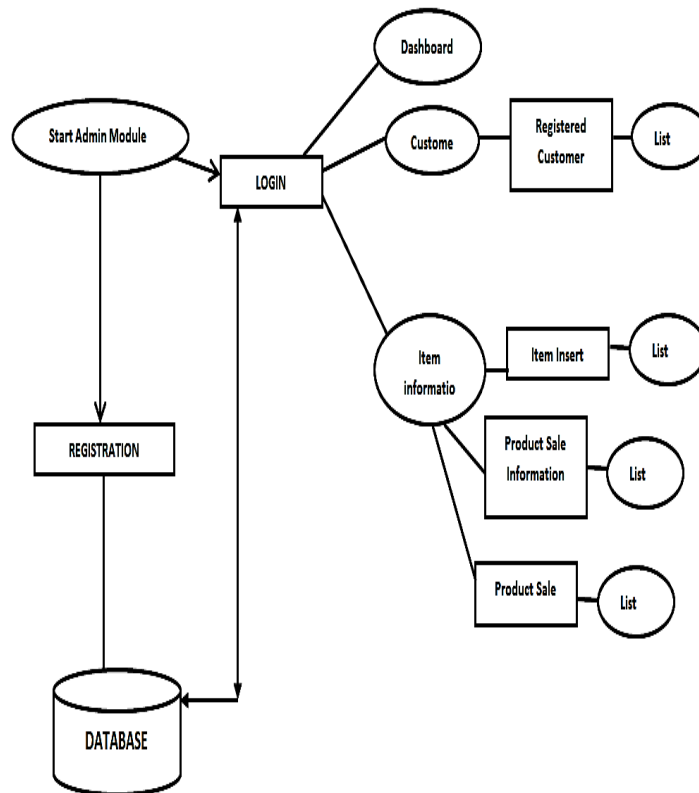 Dashboard
Start Admin Module
Custome
Registered
Customer
List
LOGIN
Item
informatio
Item Insert
List
REGISTRATION
Product Sale
Information
List
Product Sale
List
DATABASE